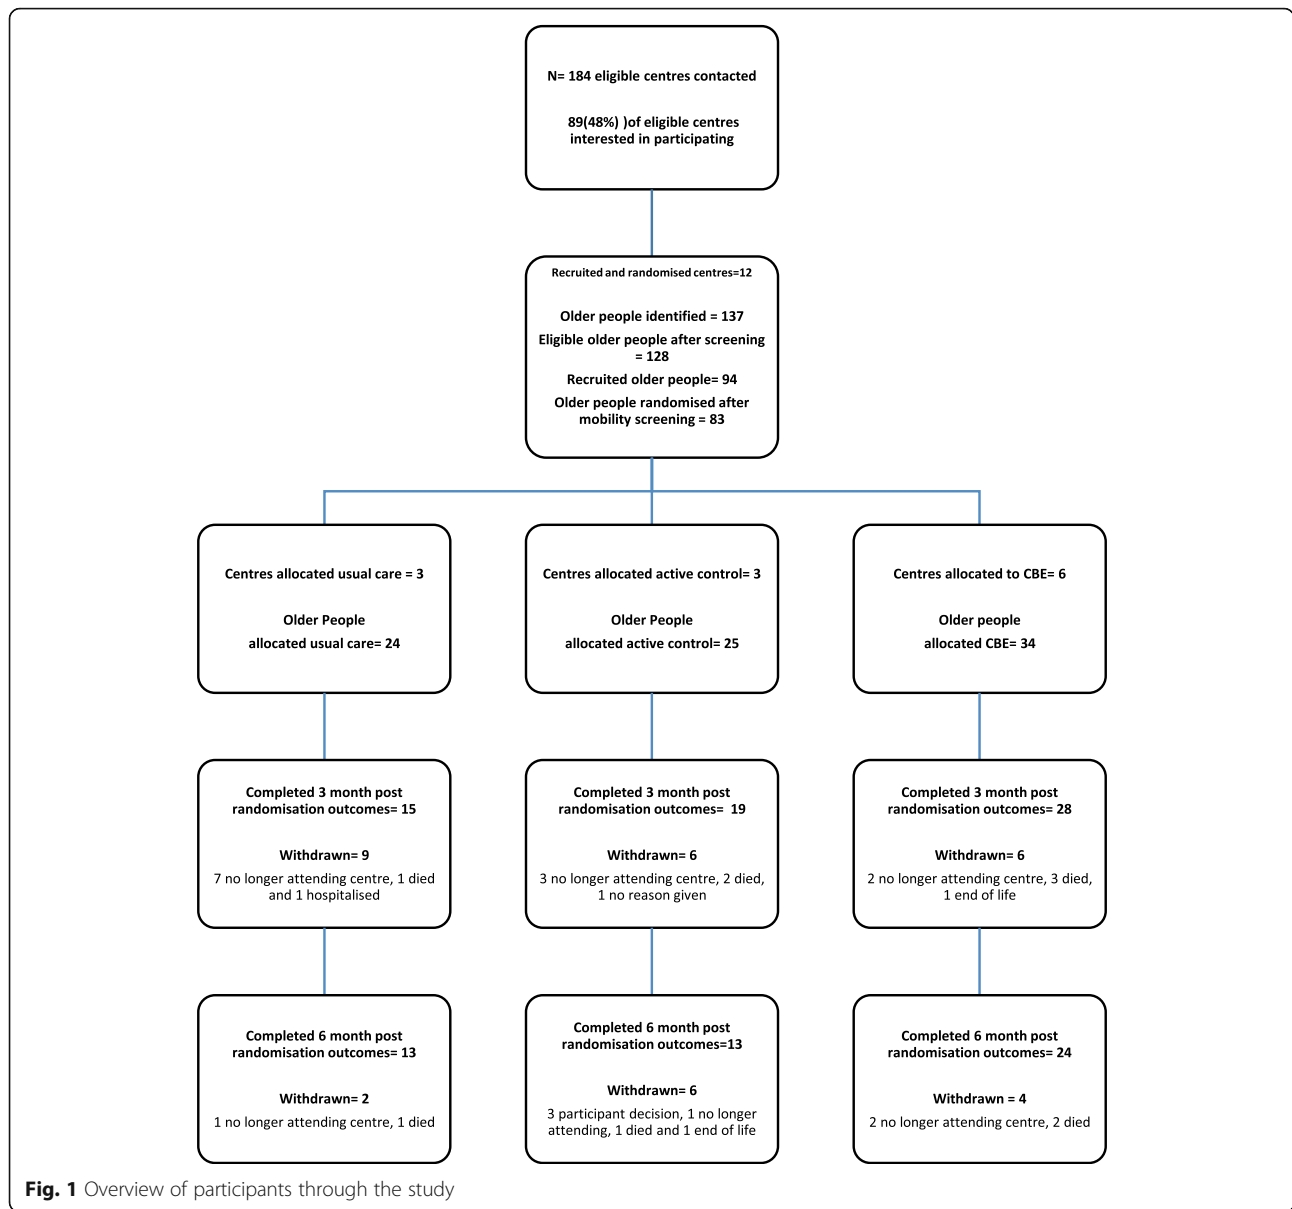 N= 184 eligible centres contacted
89(48%) )of eligible centres
interested in participating
Recruited and randomised centres=12
Older people identified = 137
Eligible older people after screening
= 128
Recruited older people= 94
Older people randomised after
mobility screening = 83
Centres allocated usual care = 3
Older People
allocated usual care= 24
Centres allocated active control= 3
Older People
allocated active control= 25
Centres allocated to CBE= 6
Older people
allocated CBE= 34
Completed 3 month post
randomisation outcomes= 15
Withdrawn= 9
7 no longer attending centre, 1 died
and 1 hospitalised
Completed 3 month post
randomisation outcomes=  19
Withdrawn= 6
3 no longer attending centre, 2 died,
1 no reason given
Completed 3 month post
randomisation outcomes= 28
Withdrawn= 6
2 no longer attending centre, 3 died,
1 end of life
Completed 6 month post
randomisation outcomes= 13
Withdrawn= 2
1 no longer attending centre, 1 died
Completed 6 month post
randomisation outcomes=13
Withdrawn= 6
3 participant decision, 1 no longer
attending, 1 died and 1 end of life
Completed 6 month post
randomisation outcomes= 24
Withdrawn = 4
2 no longer attending centre, 2 died
Fig. 1 Overview of participants through the study